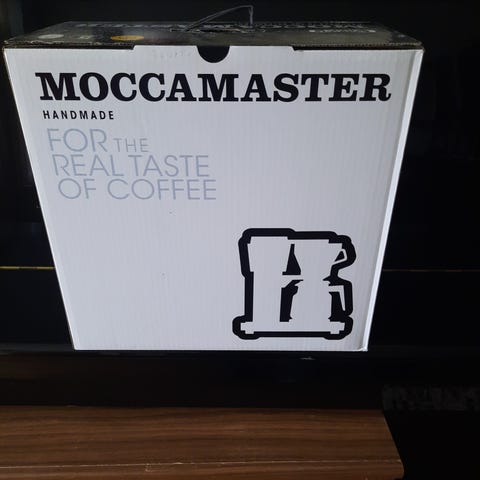 MOCCAMASTER
HANDMADE
FOR THE
REAL TASTE
OF COFFEE